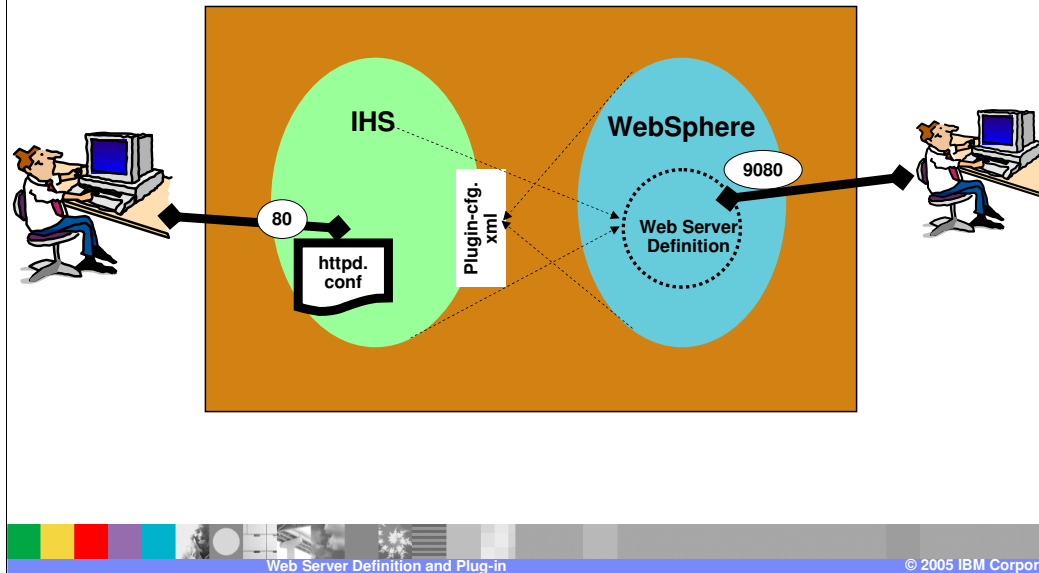 IHS
WebSphere
9080
80
Plugin-cfg.
xml
Web Server
Definition
httpd.
conf
Web Server Definition and Plug-in
© 2005 IBM Corpor